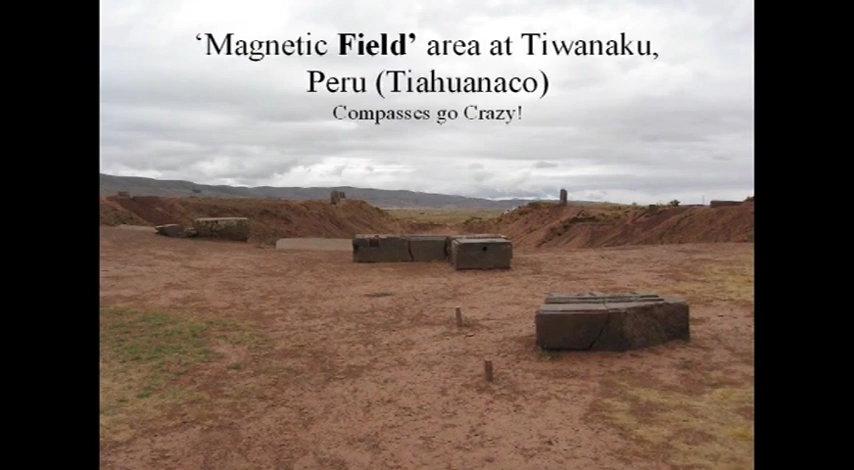 ‘Magnetic Field’ area at Tiwanaku,
Peru (Tiahuanaco)
Compasses go Crazy!